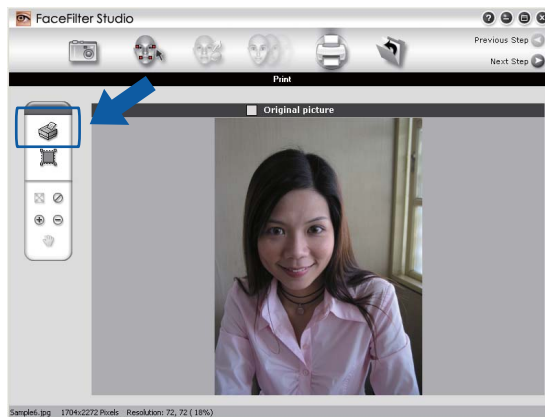 FaceFilter Studio
Previous Step
Next Step
Print
Original picture
Sample6.jpg 1704x2272 Pixels Resolution: 72, 72 ( 18%)